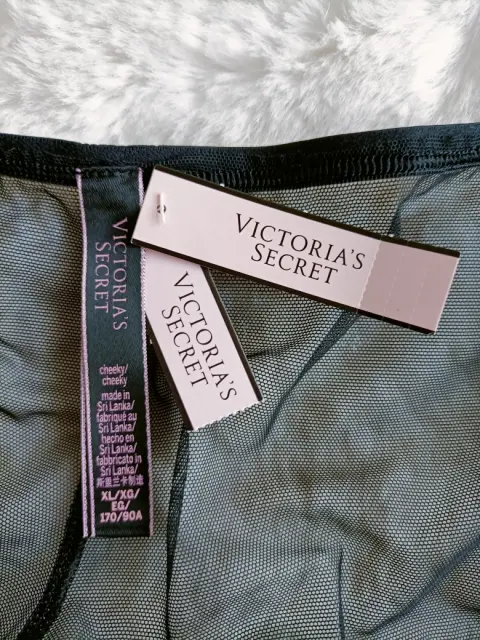 VICTORIA'S
SECRET
cheeky/
cheeky
made in
Sri Lanka/
fabriqué au
Sri Lanka/
hecho en
Sri Lanka/
fabbricato in
Sri Lanka/
斯里兰卡制造
XL/XG/
EG/
170/90A
VICTORIA'S
SECRET
VICTORIA'S
SECRET